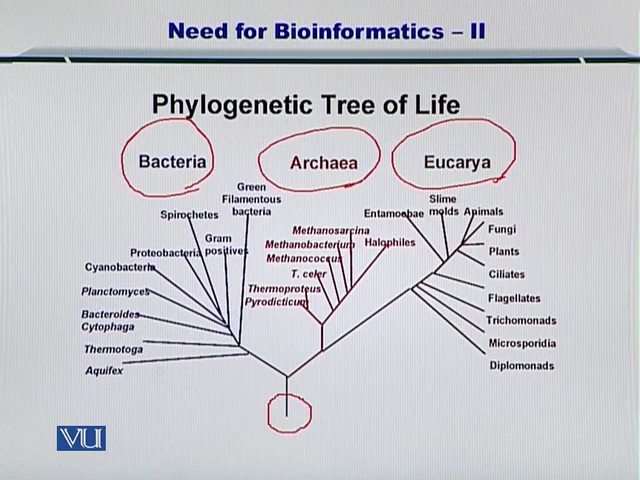 Need for Bioinformatics – II
Phylogenetic Tree of Life
Bacteria
Archaea
Eucarya
Green
Filamentous
bacteria
Spirochetes
Gram
positives
Proteobacteria
Cyanobacteria
Planctomyces
Bacteroides
Cytophaga
Thermotoga
Aquifex
Methanosarcina
Methanobacterium
Halophiles
Methanococcus
T. celer
Thermoproteus
Pyrodicticum
Entamoebae
Slime
molds
Animals
Fungi
Plants
Ciliates
Flagellates
Trichomonads
Microsporidia
Diplomonads
VU